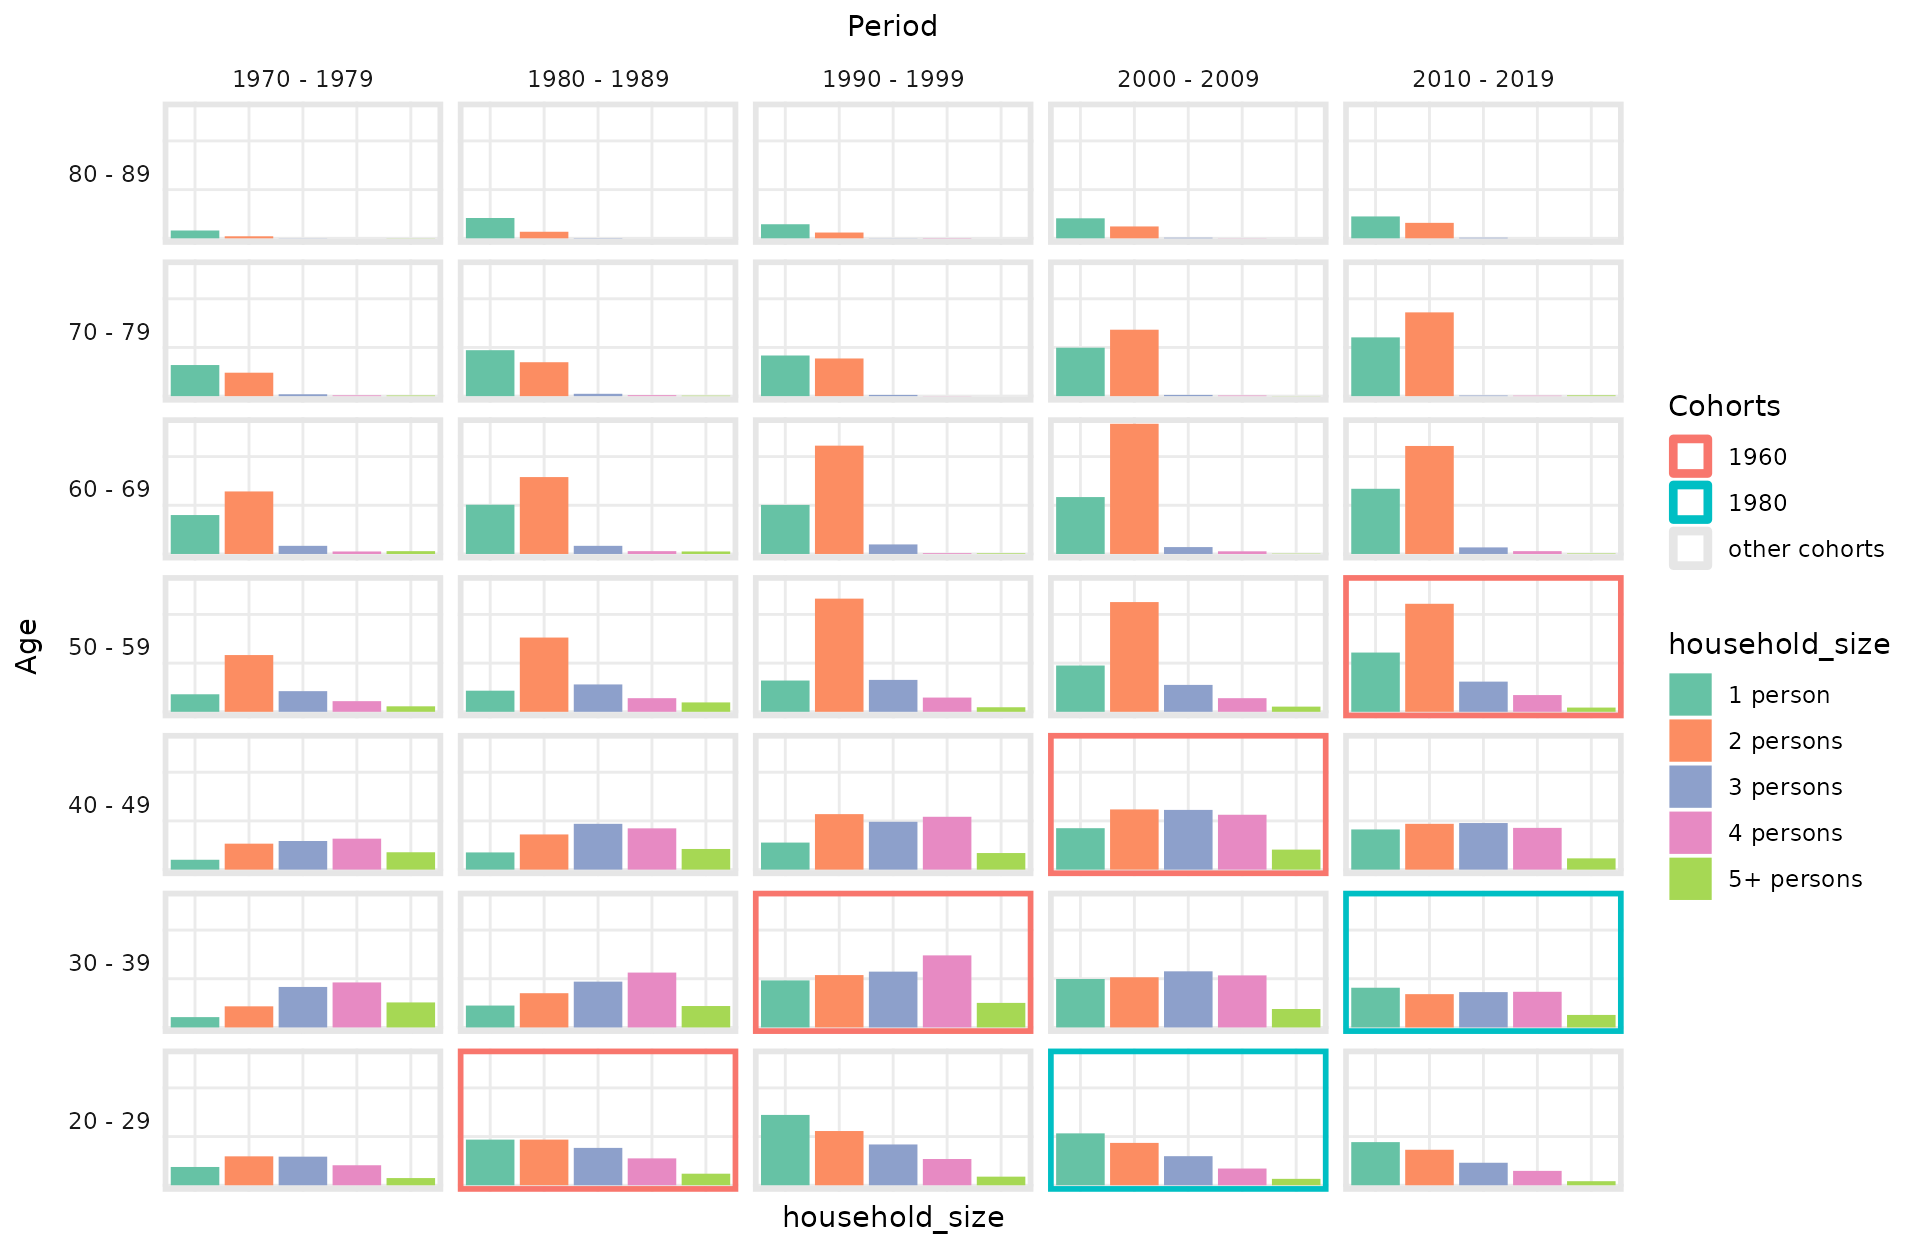 Period
1970 - 1979
1980 - 1989
1990 - 1999
2000 - 2009
2010 - 2019
80 - 89
70 - 79
60 - 69
50 - 59
40 - 49
30 - 39
20 - 29
Age
household_size
Cohorts
1960
1980
other cohorts
household_size
1 person
2 persons
3 persons
4 persons
5+ persons